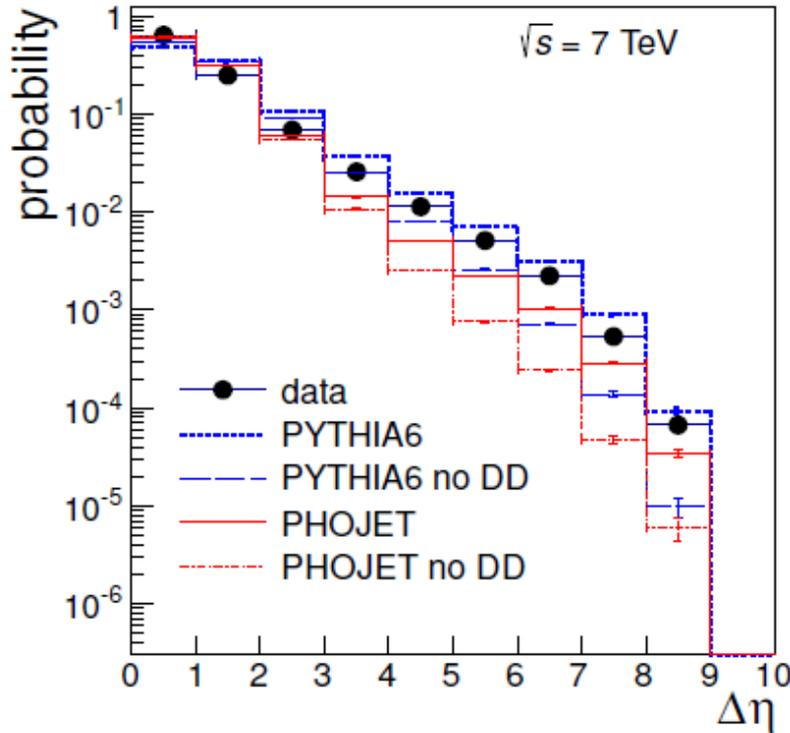 √s = 7 TeV
probability
1
10⁻¹
10⁻²
10⁻³
10⁻⁴
10⁻⁵
10⁻⁶
data
PYTHIA6
PYTHIA6 no DD
PHOJET
PHOJET no DD
0 1 2 3 4 5 6 7 8 9 10
Δη